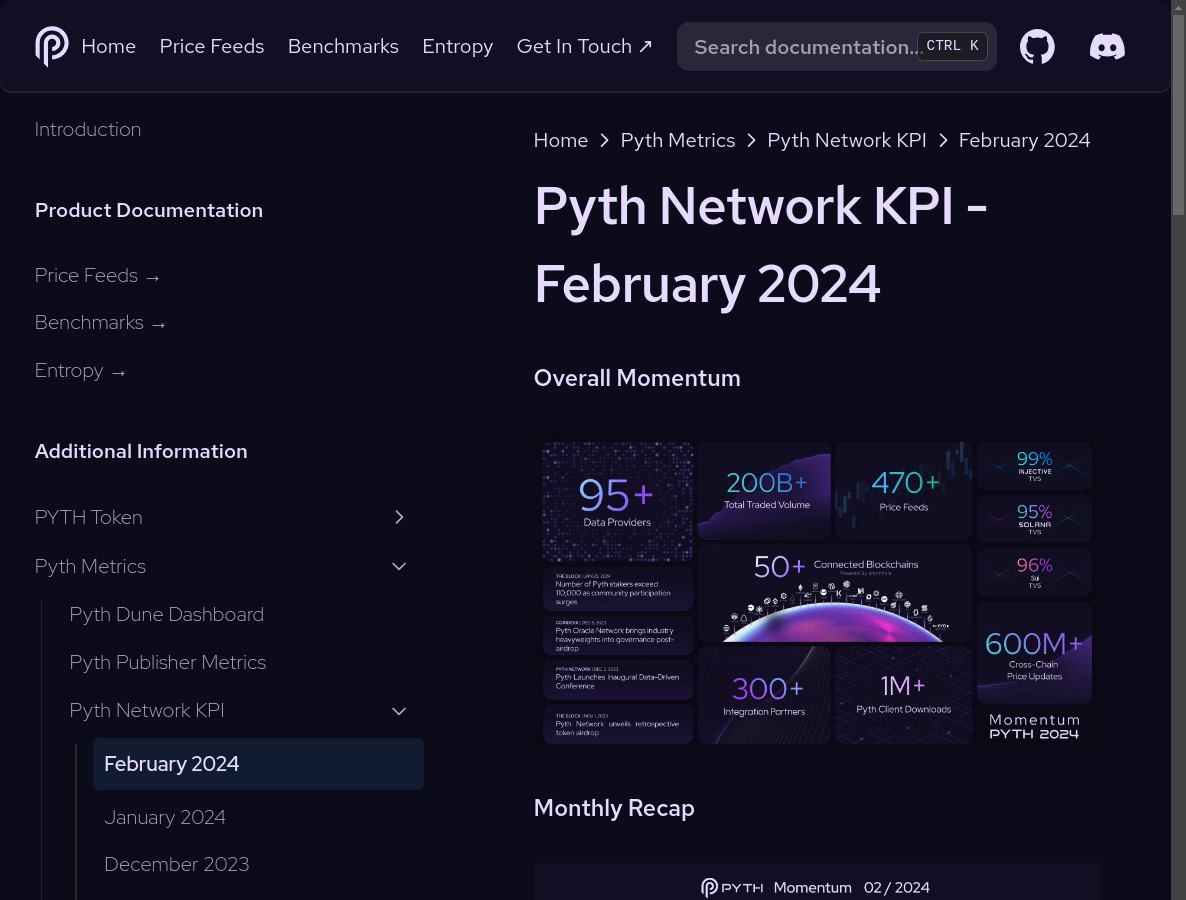 Home
Price Feeds
Benchmarks
Entropy
Get In Touch ↗
Search documentation...
CTRL K
Introduction
Product Documentation
Price Feeds →
Benchmarks →
Entropy →
Additional Information
PYTH Token
Pyth Metrics
Pyth Dune Dashboard
Pyth Publisher Metrics
Pyth Network KPI
February 2024
January 2024
December 2023
Home > Pyth Metrics > Pyth Network KPI > February 2024
Pyth Network KPI -
February 2024
Overall Momentum
95+
Data Providers
200B+
Total Traded Volume
470+
Price Feeds
99%
INJECTIVE
TVS
95%
SOLANA
TVS
96%
Sui
TVS
50+ Connected Blockchains
Powered By Wormhole
THE BLOCK | JAN 25, 2024
Number of Pyth stakers exceed
110,000 as community participation
surges
COINDESK | DEC 5, 2023
Pyth Oracle Network brings industry
heavyweights into governance post-
airdrop
PYTH NETWORK | DEC 2, 2023
Pyth Launches Inaugural Data-Driven
Conference
THE BLOCK | NOV 1, 2023
Pyth Network unveils retrospective
token airdrop
600M+
Cross-Chain
Price Updates
300+
Integration Partners
1M+
Pyth Client Downloads
Momentum
PYTH 2024
Monthly Recap
PYTH Momentum 02 / 2024